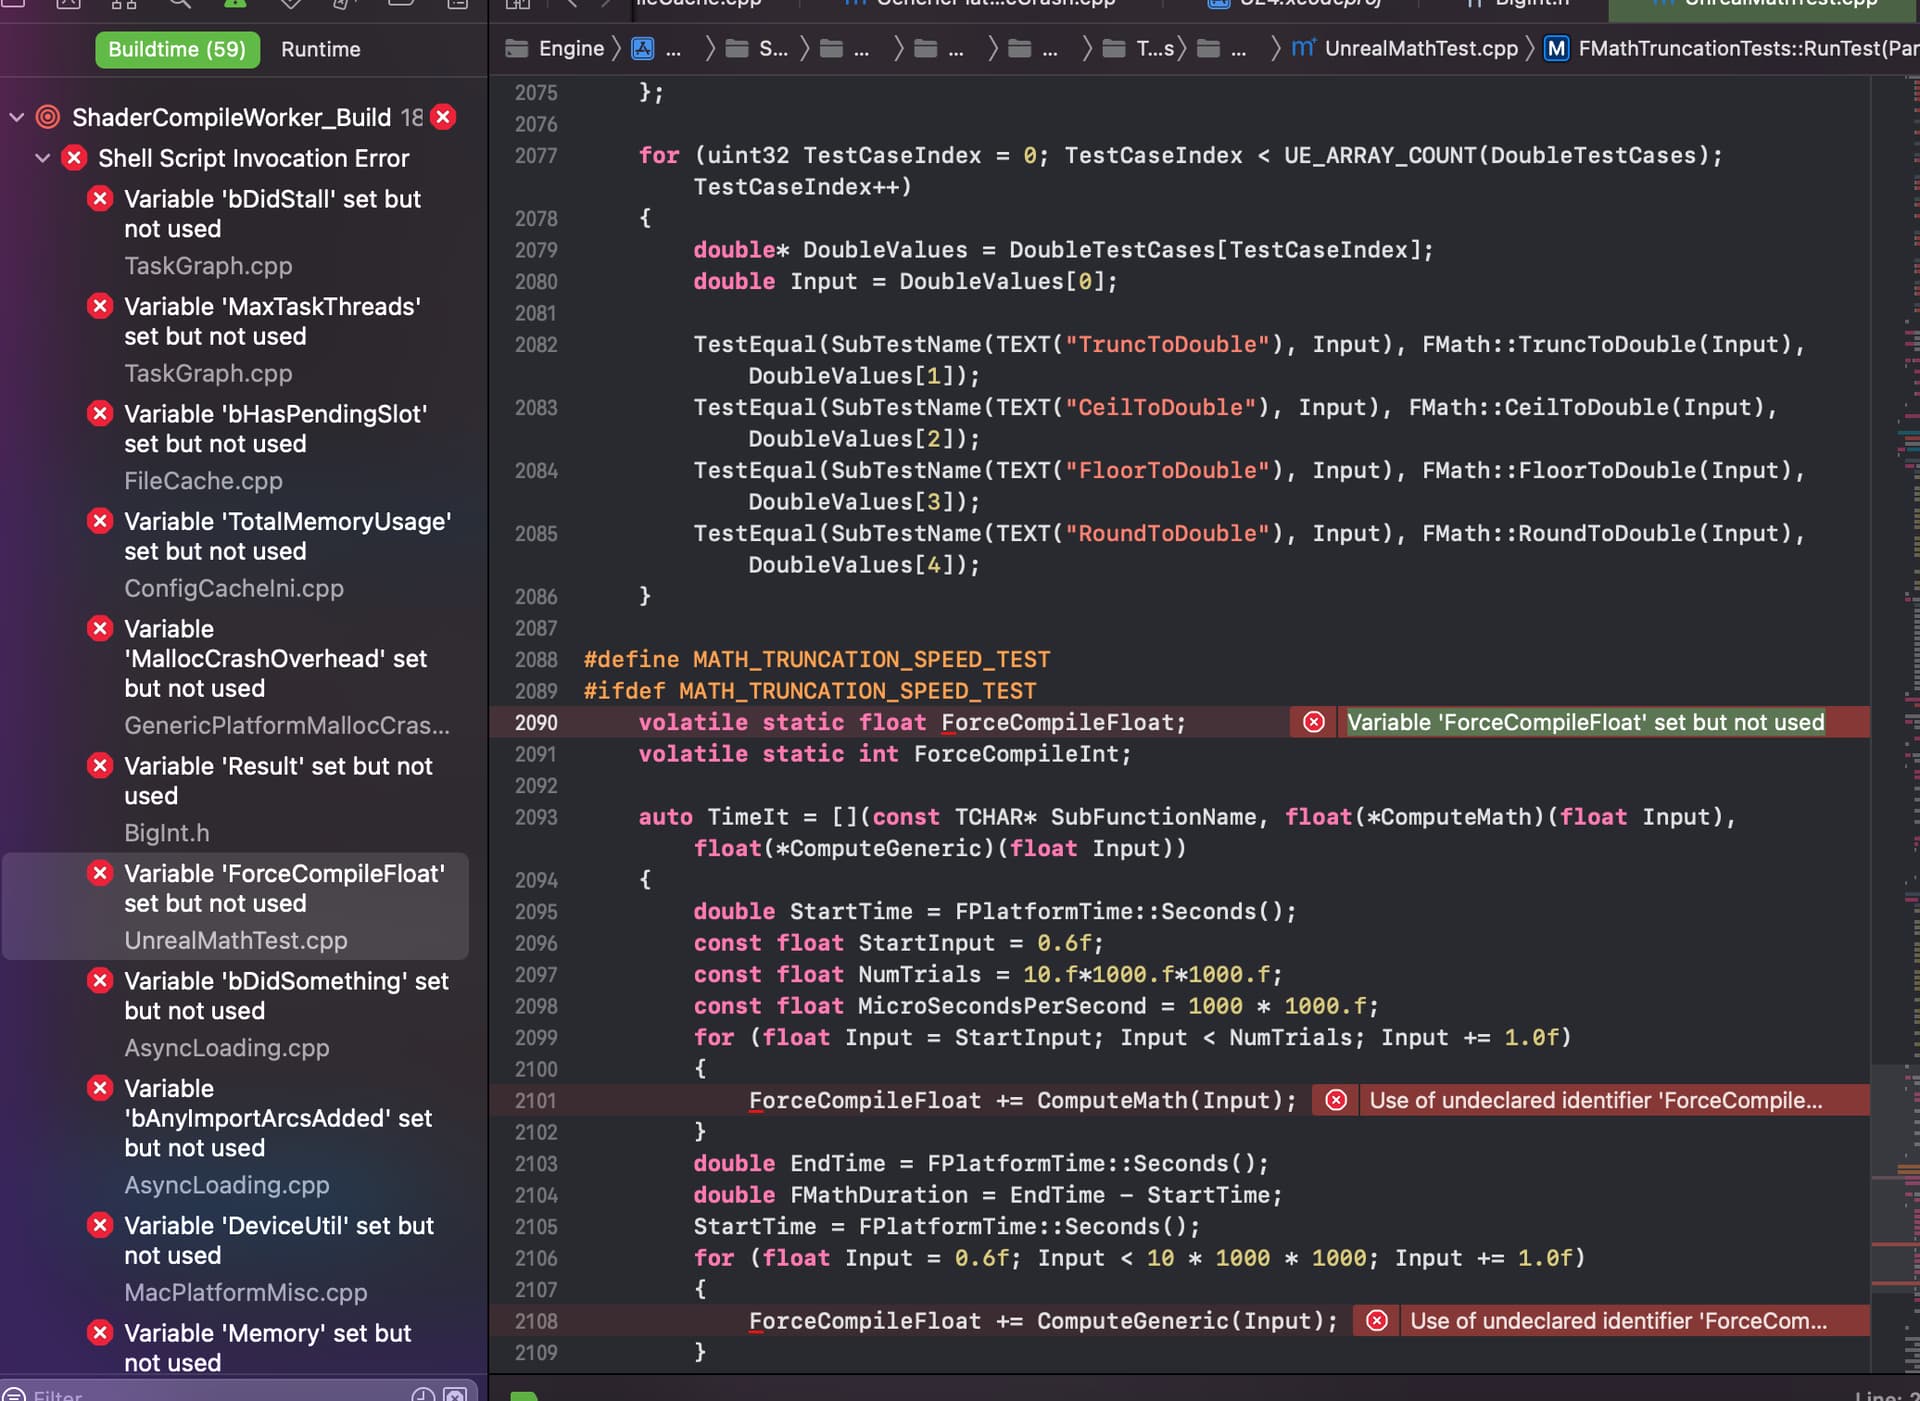 Buildtime (59)
Runtime
ShaderCompileWorker_Build 18
Shell Script Invocation Error
Variable 'bDidStall' set but
not used
TaskGraph.cpp
Variable 'MaxTaskThreads'
set but not used
TaskGraph.cpp
Variable 'bHasPendingSlot'
set but not used
FileCache.cpp
Variable 'TotalMemoryUsage'
set but not used
ConfigCacheIni.cpp
Variable
'MallocCrashOverhead' set
but not used
GenericPlatformMallocCras...
Variable 'Result' set but not
used
BigInt.h
Variable 'ForceCompileFloat'
set but not used
UnrealMathTest.cpp
Variable 'bDidSomething' set
but not used
AsyncLoading.cpp
Variable
'bAnyImportArcsAdded' set
but not used
AsyncLoading.cpp
Variable 'DeviceUtil' set but
not used
MacPlatformMisc.cpp
Variable 'Memory' set but
not used
Filter
Engine ... S... ... ... ... T...s ... UnrealMathTest.cpp M FMathTruncationTests::RunTest(Par
2075 };
2076
2077 for (uint32 TestCaseIndex = 0; TestCaseIndex < UE_ARRAY_COUNT(DoubleTestCases);
TestCaseIndex++)
2078 {
2079 double* DoubleValues = DoubleTestCases[TestCaseIndex];
2080 double Input = DoubleValues[0];
2081
2082 TestEqual(SubTestName(TEXT("TruncToDouble"), Input), FMath::TruncToDouble(Input),
DoubleValues[1]);
2083 TestEqual(SubTestName(TEXT("CeilToDouble"), Input), FMath::CeilToDouble(Input),
DoubleValues[2]);
2084 TestEqual(SubTestName(TEXT("FloorToDouble"), Input), FMath::FloorToDouble(Input),
DoubleValues[3]);
2085 TestEqual(SubTestName(TEXT("RoundToDouble"), Input), FMath::RoundToDouble(Input),
DoubleValues[4]);
2086 }
2087
2088 #define MATH_TRUNCATION_SPEED_TEST
2089 #ifdef MATH_TRUNCATION_SPEED_TEST
2090 volatile static float ForceCompileFloat; Variable 'ForceCompileFloat' set but not used
2091 volatile static int ForceCompileInt;
2092
2093 auto TimeIt = [](const TCHAR* SubFunctionName, float(*ComputeMath)(float Input),
float(*ComputeGeneric)(float Input))
2094 {
2095 double StartTime = FPlatformTime::Seconds();
2096 const float StartInput = 0.6f;
2097 const float NumTrials = 10.f*1000.f*1000.f;
2098 const float MicroSecondsPerSecond = 1000 * 1000.f;
2099 for (float Input = StartInput; Input < NumTrials; Input += 1.0f)
2100 {
2101 ForceCompileFloat += ComputeMath(Input); Use of undeclared identifier 'ForceCompile...
2102 }
2103 double EndTime = FPlatformTime::Seconds();
2104 double FMathDuration = EndTime - StartTime;
2105 StartTime = FPlatformTime::Seconds();
2106 for (float Input = 0.6f; Input < 10 * 1000 * 1000; Input += 1.0f)
2107 {
2108 ForceCompileFloat += ComputeGeneric(Input); Use of undeclared identifier 'ForceCom...
2109 }